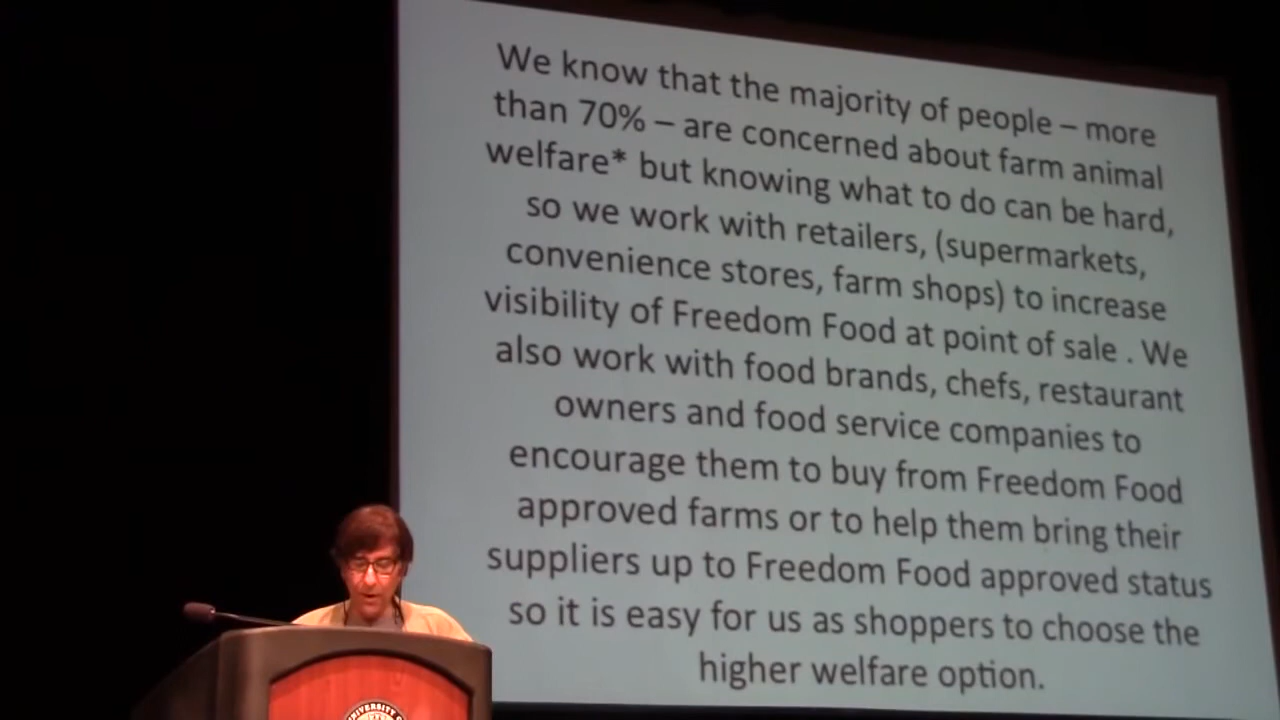 We know that the majority of people – more
than 70% – are concerned about farm animal
welfare* but knowing what to do can be hard,
so we work with retailers, (supermarkets,
convenience stores, farm shops) to increase
visibility of Freedom Food at point of sale . We
also work with food brands, chefs, restaurant
owners and food service companies to
encourage them to buy from Freedom Food
approved farms or to help them bring their
suppliers up to Freedom Food approved status
so it is easy for us as shoppers to choose the
higher welfare option.